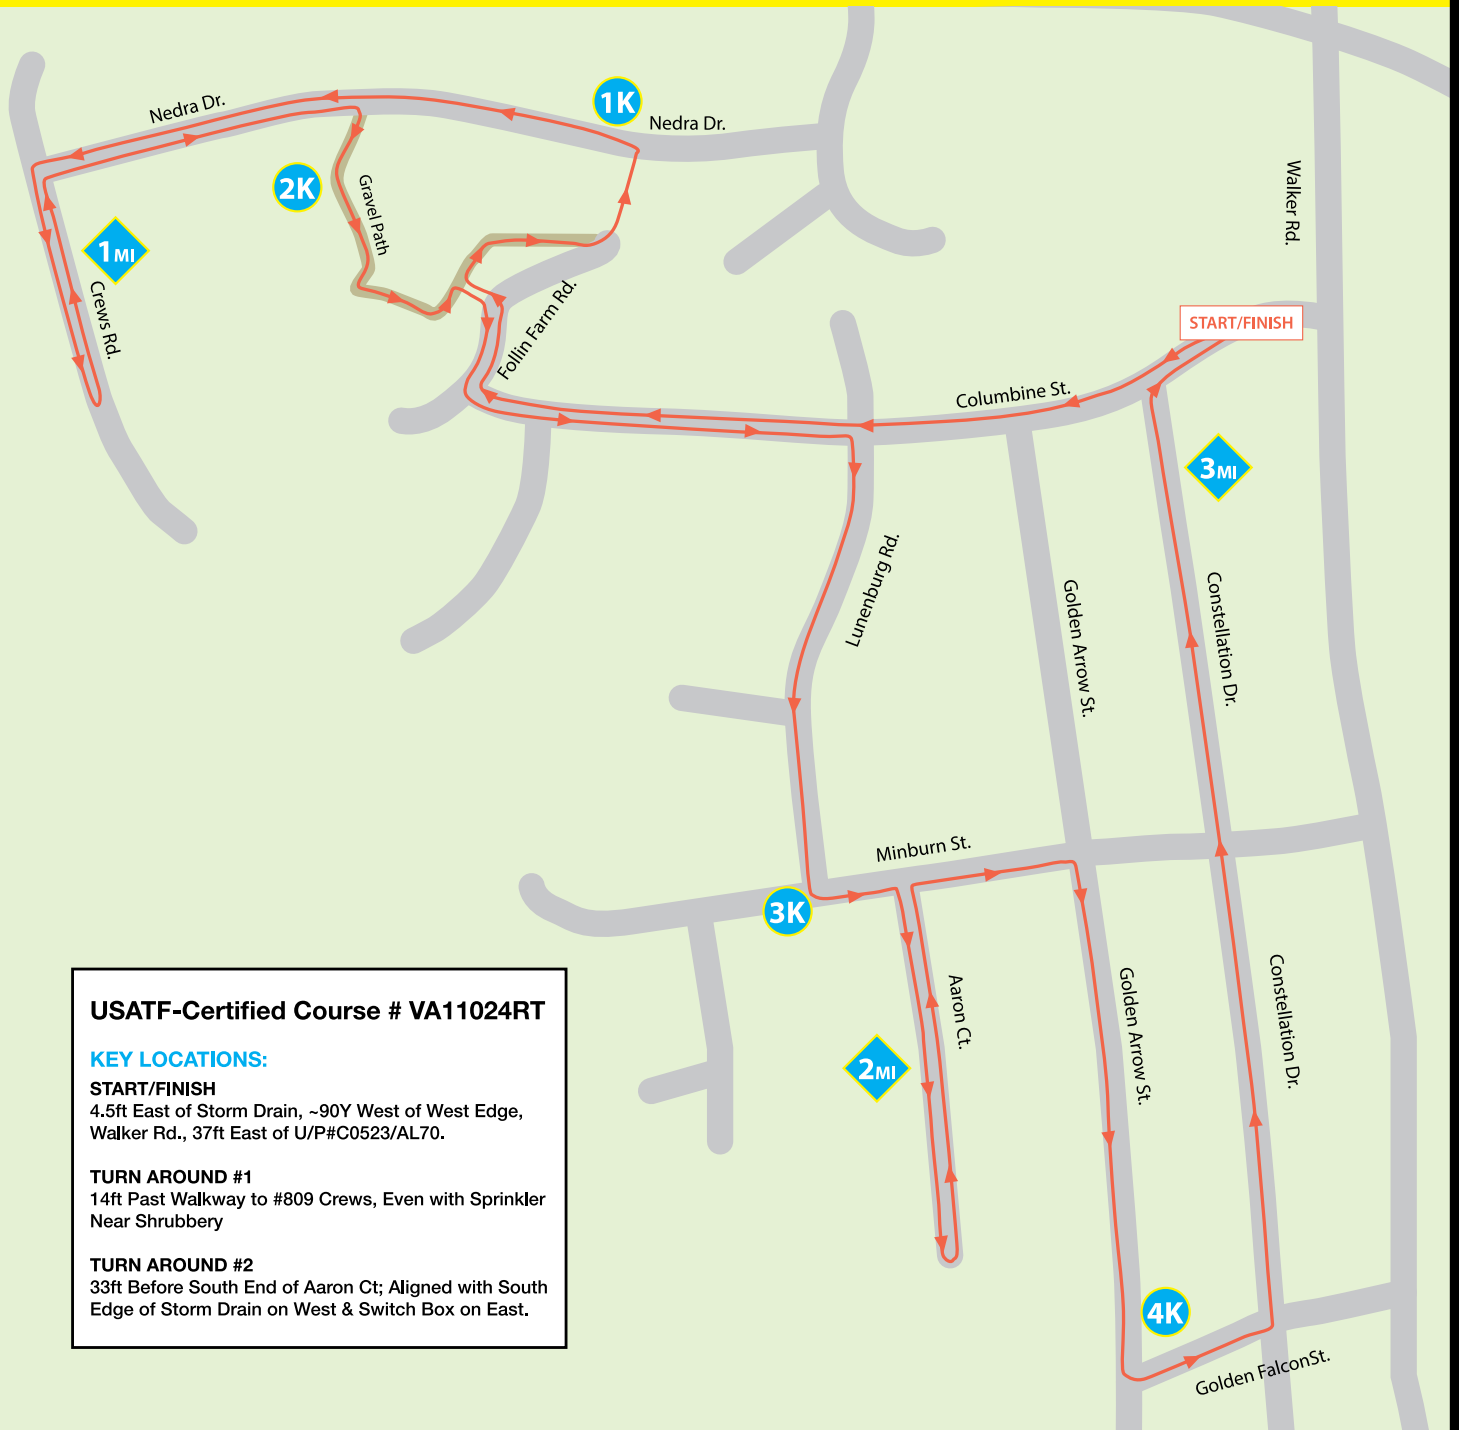 1K
Nedra Dr.
Nedra Dr.
2K
Gravel Path
1MI
Crews Rd.
Follin Farm Rd.
Walker Rd.
START/FINISH
Columbine St.
3MI
Lunenburg Rd.
Golden Arrow St.
Constellation Dr.
Minburn St.
3K
Aaron Ct.
2MI
Golden Arrow St.
Constellation Dr.
4K
Golden FalconSt.
USATF-Certified Course # VA11024RT
KEY LOCATIONS:
START/FINISH
4.5ft East of Storm Drain, ~90Y West of West Edge,
Walker Rd., 37ft East of U/P#C0523/AL70.
TURN AROUND #1
14ft Past Walkway to #809 Crews, Even with Sprinkler
Near Shrubbery
TURN AROUND #2
33ft Before South End of Aaron Ct; Aligned with South
Edge of Storm Drain on West & Switch Box on East.